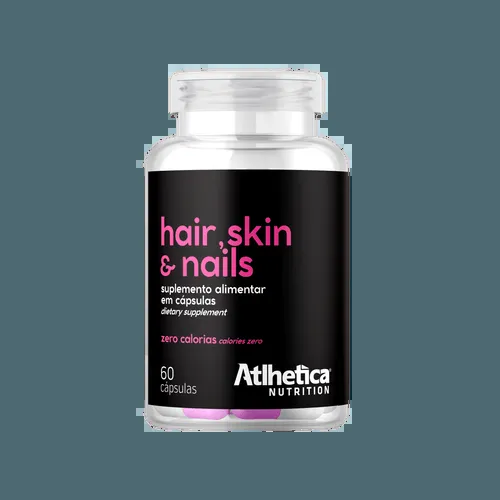 hair, skin
& nails
suplemento alimentar
em cápsulas
dietary supplement
zero calorias calories zero
60
cápsulas
Atlhetica
NUTRITION